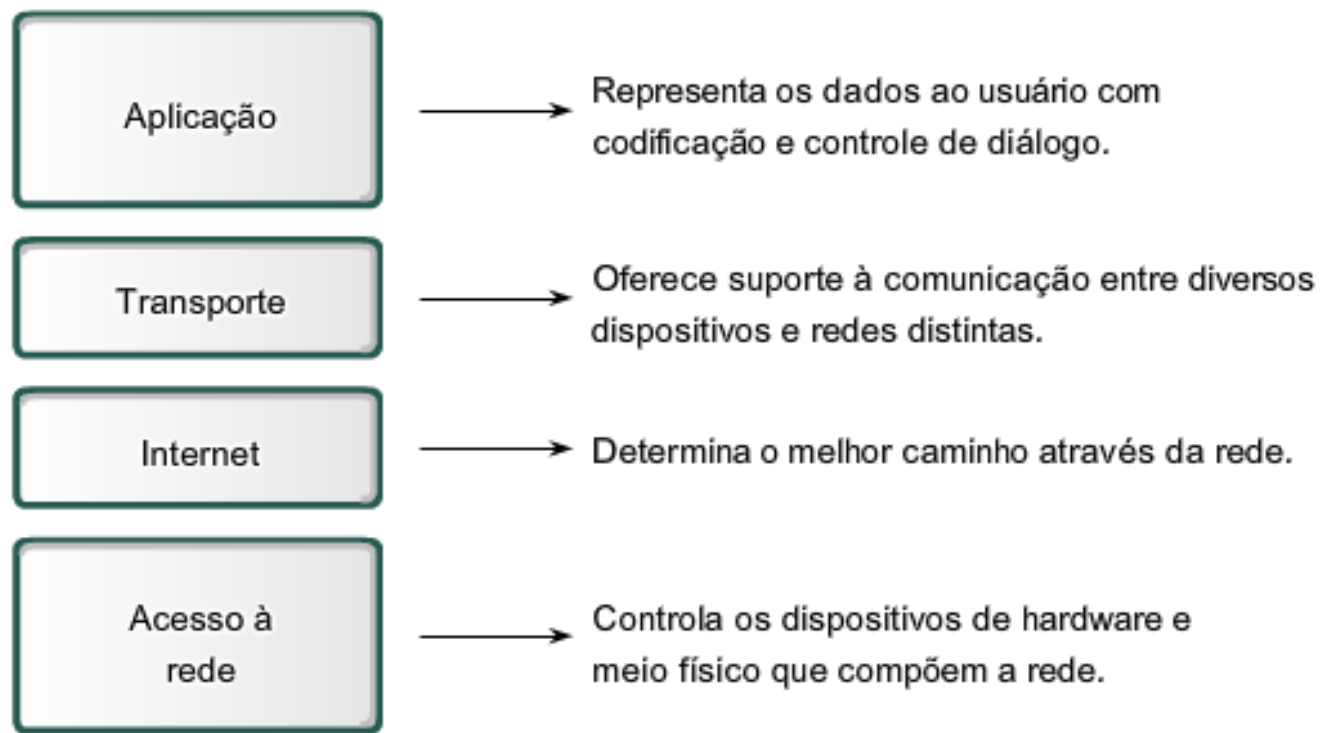 Aplicação
Representa os dados ao usuário com
codificação e controle de diálogo.
Transporte
Oferece suporte à comunicação entre diversos
dispositivos e redes distintas.
Internet
Determina o melhor caminho através da rede.
Acesso à
rede
Controla os dispositivos de hardware e
meio físico que compõem a rede.